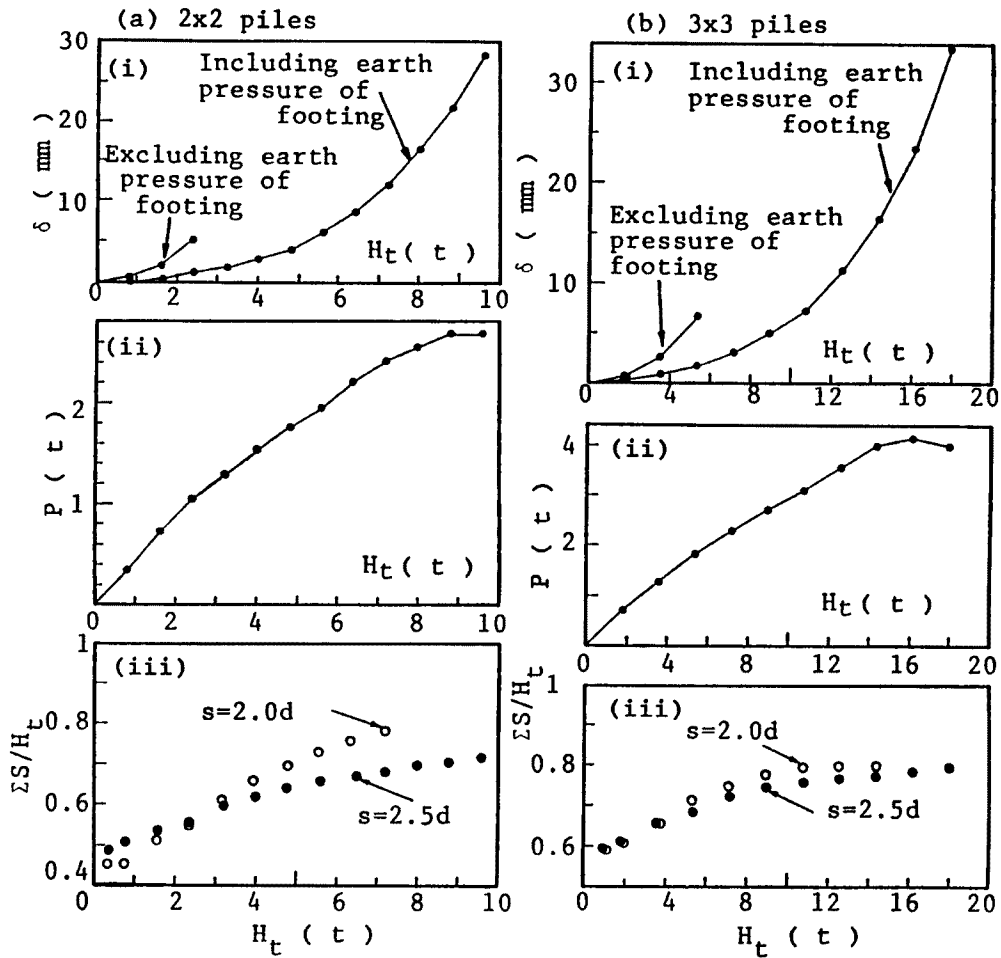 (a) 2x2 piles
30
(i)
Including earth
pressure of
footing
20
Excluding earth
pressure of
footing
10
δ ( mm )
Ht( t )
0 2 4 6 8 10
(ii)
2
1
P ( t )
Ht( t )
0 2 4 6 8 10
1
(iii)
s=2.0d
0.8
0.6
s=2.5d
0.4
ΣS/Ht
0 2 4 6 8 10
Ht ( t )
(b) 3x3 piles
(i)
Including earth
pressure of
footing
30
20
Excluding earth
pressure of
footing
10
δ ( mm )
Ht( t )
0 4 8 12 16 20
4
(ii)
2
P ( t )
Ht( t )
0 4 8 12 16 20
1
(iii)
s=2.0d
0.8
s=2.5d
0.6
ΣS/Ht
0 4 8 12 16 20
Ht ( t )